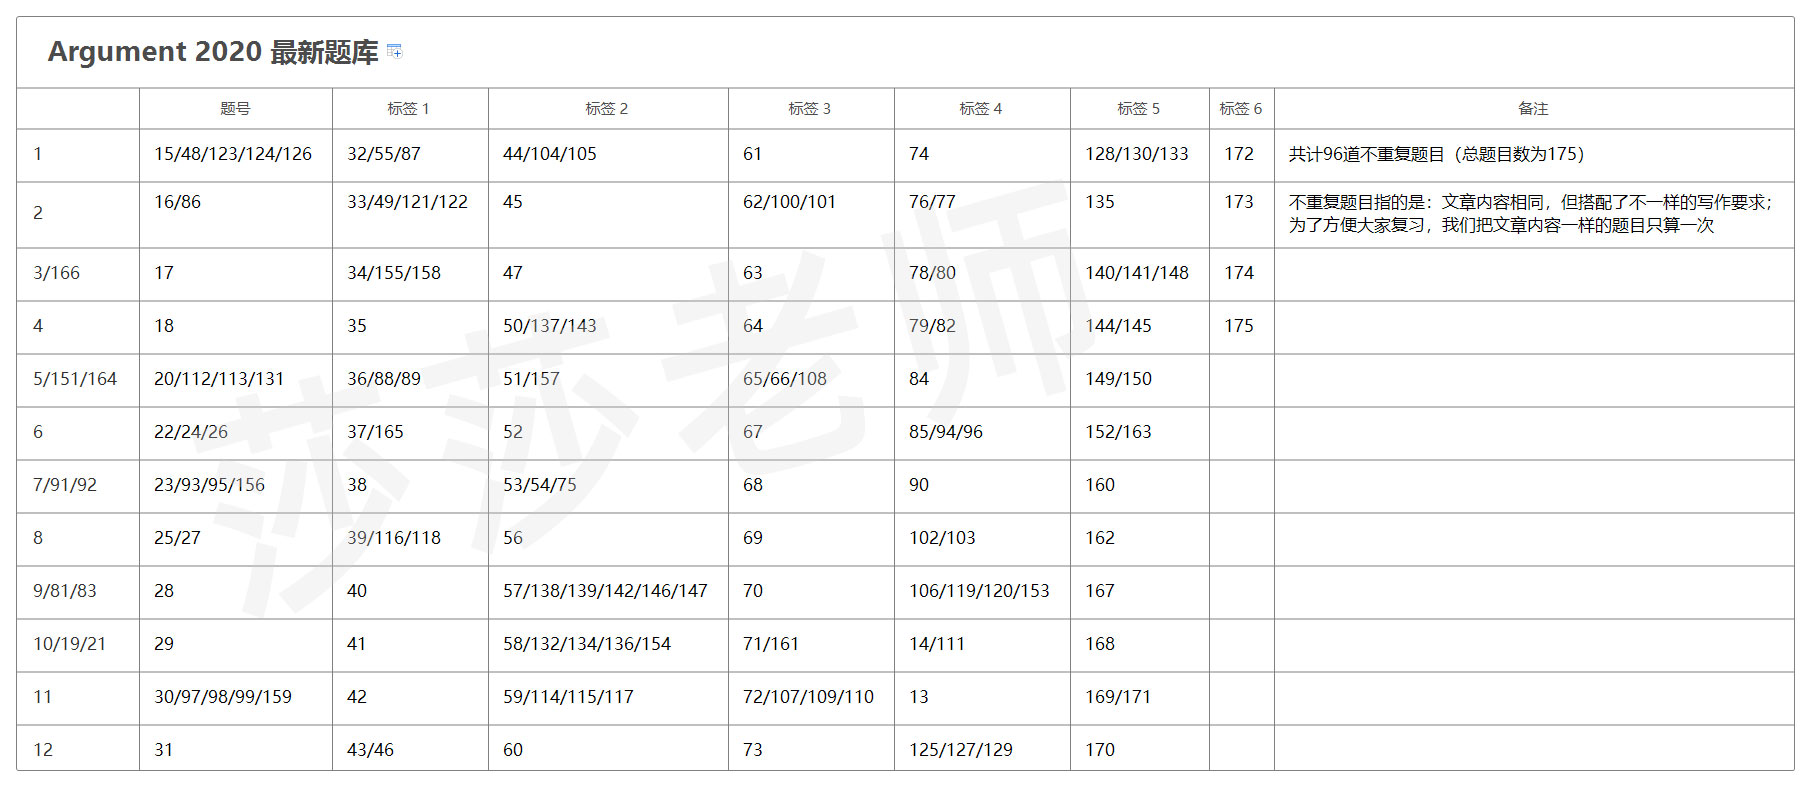 Argument 2020 最新题库
题号 标签 1 标签 2 标签 3 标签 4 标签 5 标签 6 备注
1 15/48/123/124/126 32/55/87 44/104/105 61 74 128/130/133 172 共计96道不重复题目（总题目数为175）
2 16/86 33/49/121/122 45 62/100/101 76/77 135 173 不重复题目指的是：文章内容相同，但搭配了不一样的写作要求；
为了方便大家复习，我们把文章内容一样的题目只算一次
3/166 17 34/155/158 47 63 78/80 140/141/148 174
4 18 35 50/137/143 64 79/82 144/145 175
5/151/164 20/112/113/131 36/88/89 51/157 65/66/108 84 149/150
6 22/24/26 37/165 52 67 85/94/96 152/163
7/91/92 23/93/95/156 38 53/54/75 68 90 160
8 25/27 39/116/118 56 69 102/103 162
9/81/83 28 40 57/138/139/142/146/147 70 106/119/120/153 167
10/19/21 29 41 58/132/134/136/154 71/161 14/111 168
11 30/97/98/99/159 42 59/114/115/117 72/107/109/110 13 169/171
12 31 43/46 60 73 125/127/129 170
莎莎老师